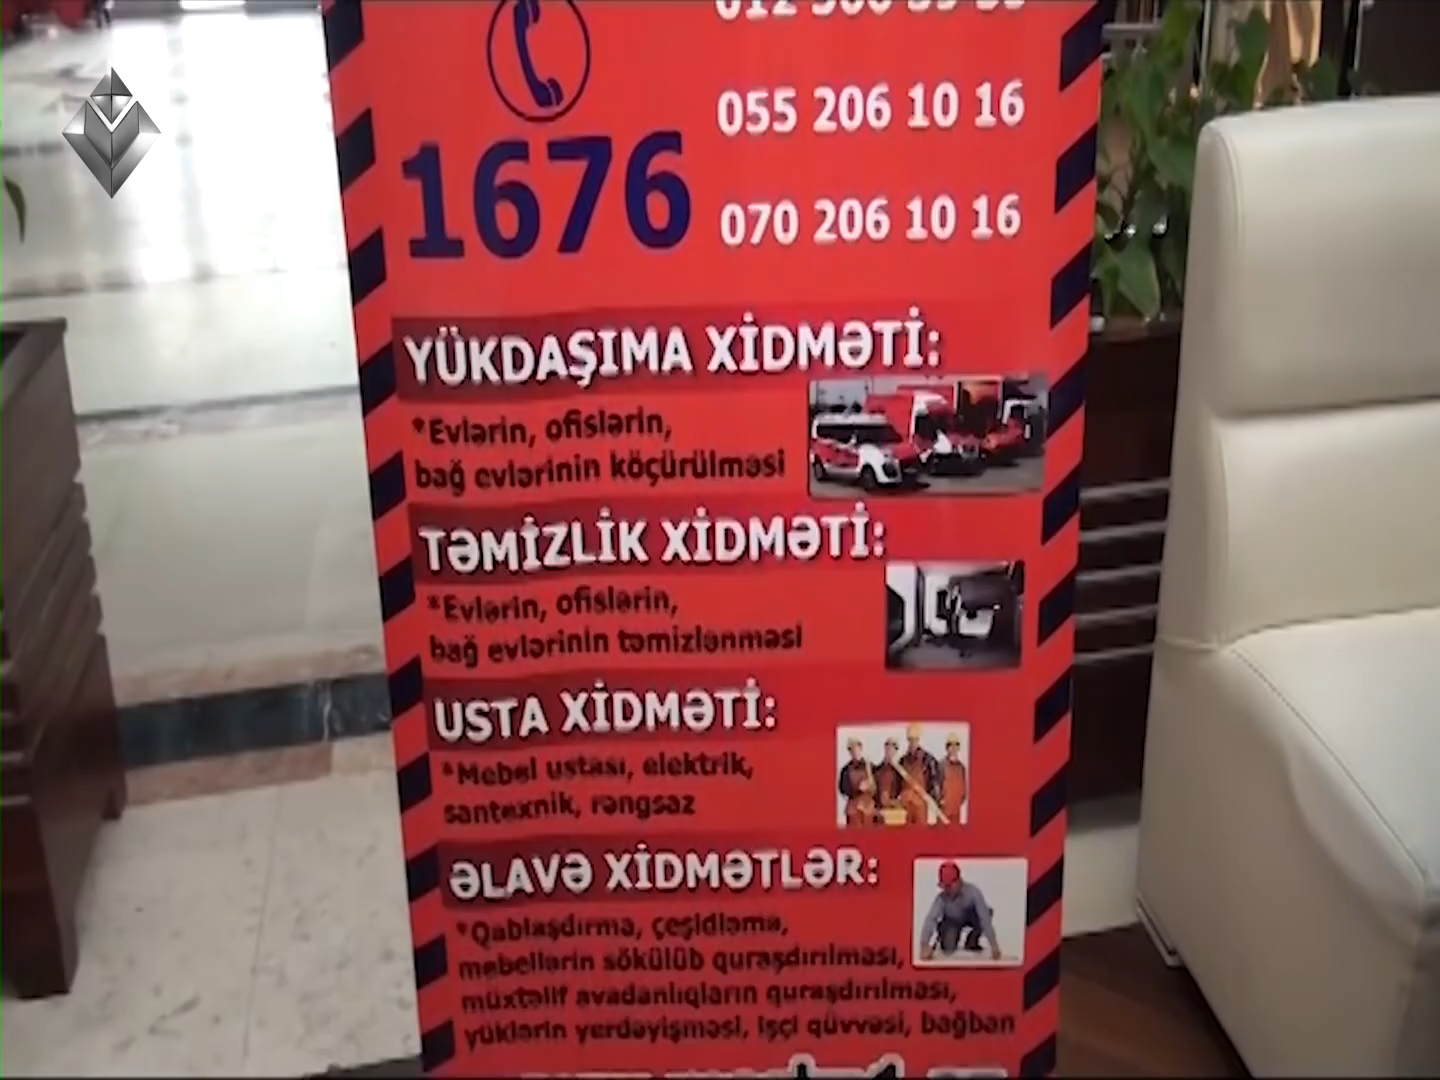 1676
055 206 10 16
070 206 10 16
YÜKDAŞIMA XİDMƏTİ:
*Evlərin, ofislərin,
bağ evlərinin köçürülməsi
TƏMİZLİK XİDMƏTİ:
*Evlərin, ofislərin,
bağ evlərinin təmizlənməsi
USTA XİDMƏTİ:
*Mebel ustası, elektrik,
santexnik, rəngsaz
ƏLAVƏ XİDMƏTLƏR:
*Qablaşdırma, çeşidləmə,
mebellərin sökülüb quraşdırılması,
müxtəlif avadanlıqların quraşdırılması,
yüklərin yerdəyişməsi, işçi qüvvəsi, bağban